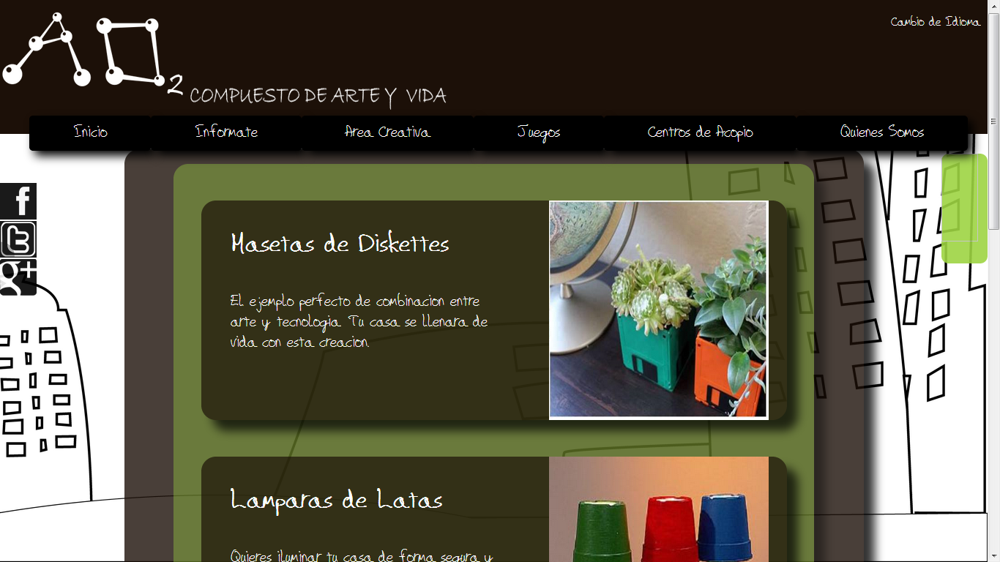 Cambio de Idioma
AO2 COMPUESTO DE ARTE Y VIDA
Inicio Informate Area Creativa Juegos Centros de Acopio Quienes Somos
f
t
g+
Masetas de Diskettes
El ejemplo perfecto de combinacion entre
arte y tecnologia. Tu casa se llenara de
vida con esta creacion.
Lamparas de Latas
Quieres iluminar tu casa de forma segura y